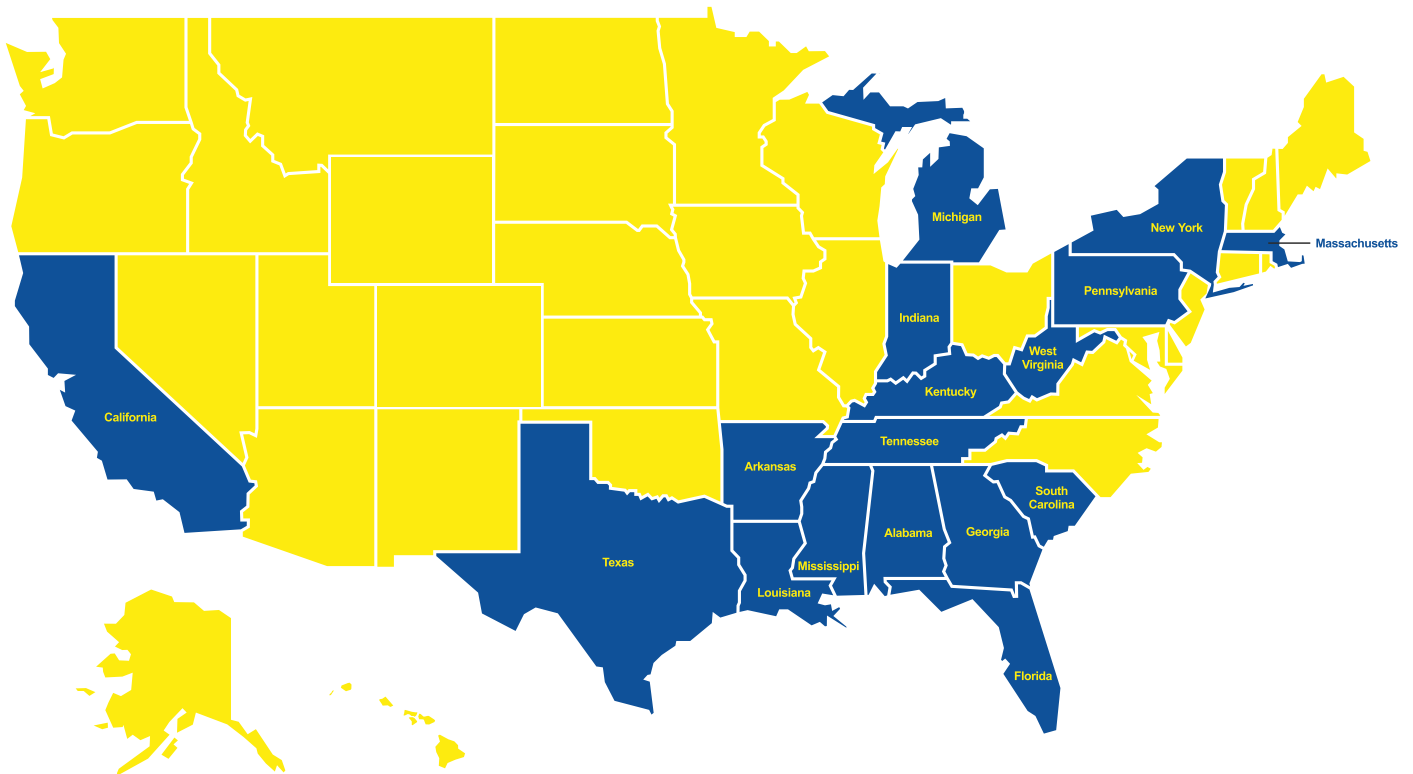 Michigan
New York
Massachusetts
Pennsylvania
Indiana
West
Virginia
Kentucky
California
Tennessee
Arkansas
South
Carolina
Georgia
Alabama
Texas
Mississippi
Louisiana
Florida